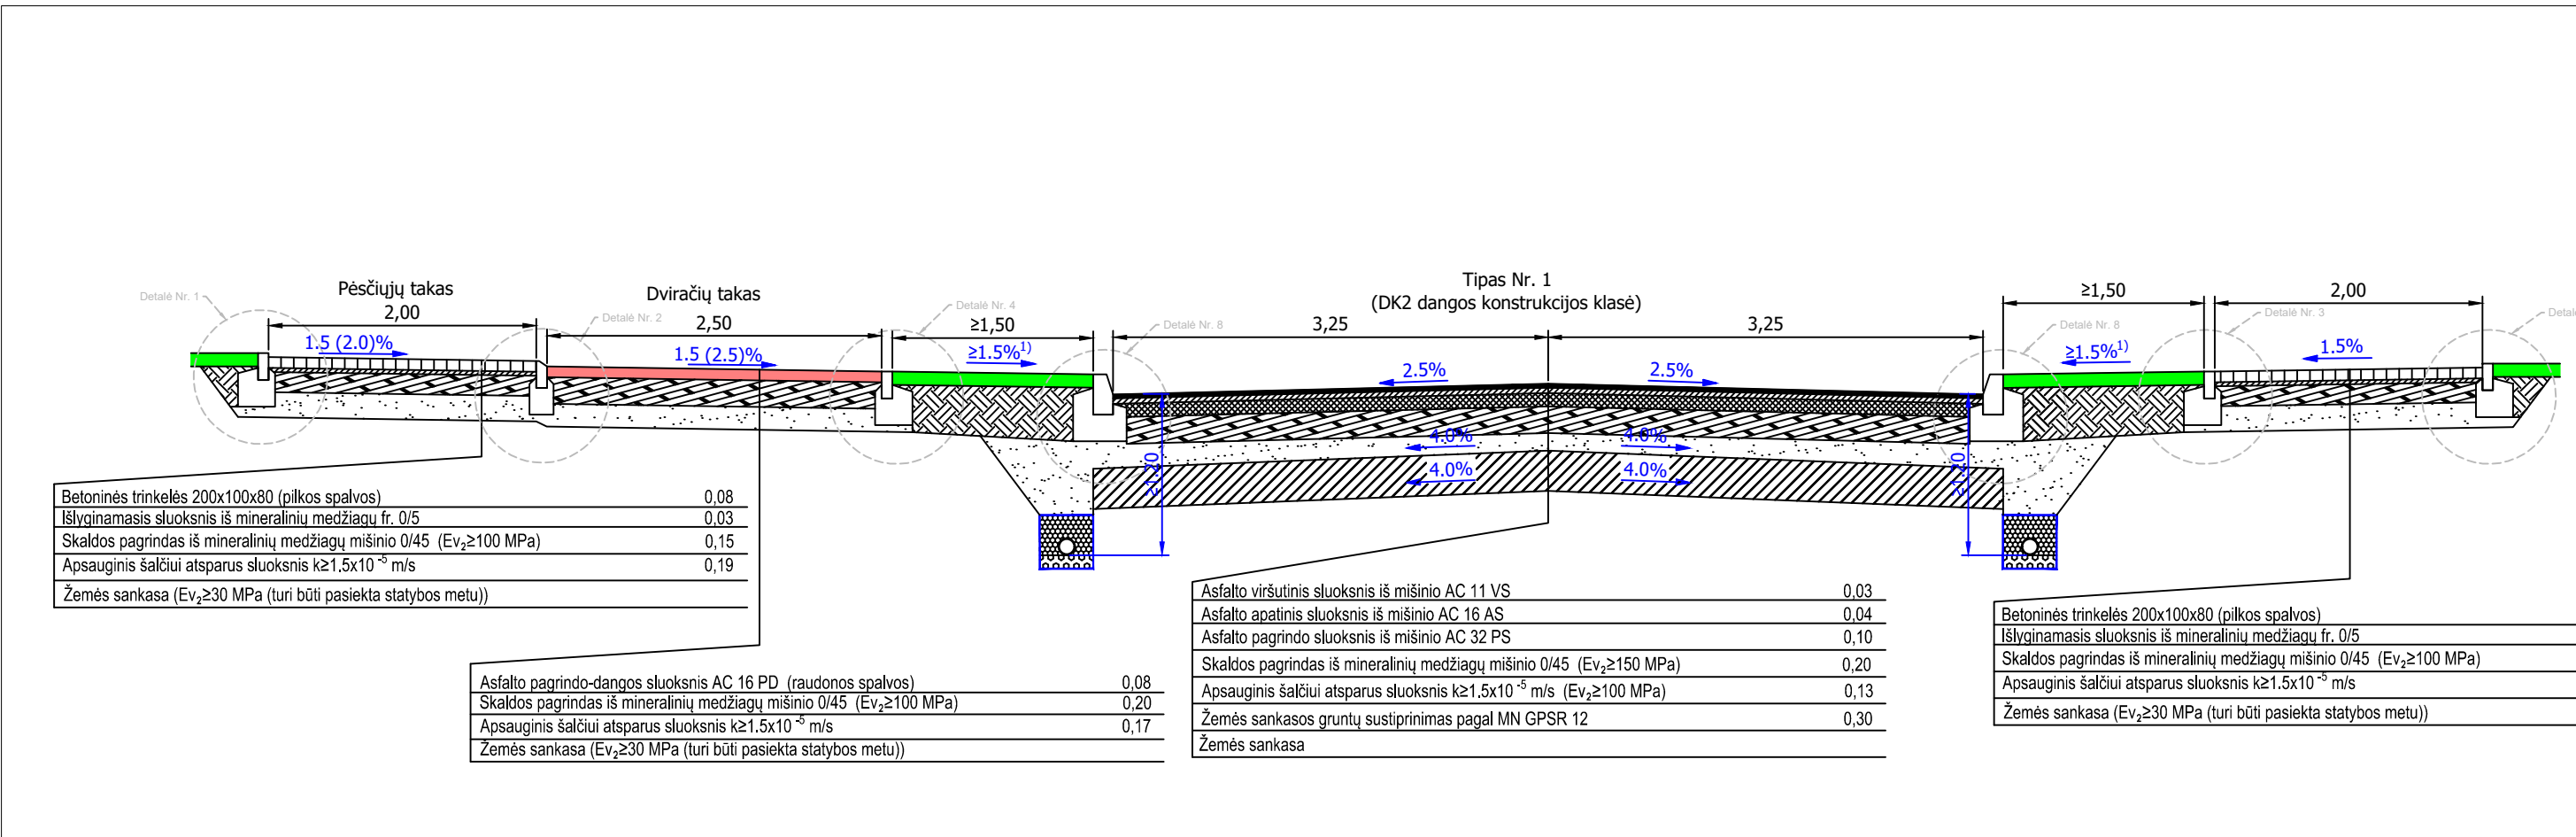 Tipas Nr. 1
(DK2 dangos konstrukcijos klasė)
Pėsčiųjų takas
Dviračių takas
Detalė Nr. 1
2,00
Detalė Nr. 2
2,50
Detalė Nr. 4
≥1,50
Detalė Nr. 8
3,25
3,25
≥1,50
Detalė Nr. 8
2,00
Detalė Nr. 3
1.5 (2.0)%
1.5 (2.5)%
≥1.5%1)
2.5%
2.5%
≥1.5%1)
1.5%
4.0%
4.0%
4.0%
4.0%
≥1.20
≥1.20
Betoninės trinkelės 200x100x80 (pilkos spalvos) 0,08
Išlyginamasis sluoksnis iš mineralinių medžiagų fr. 0/5 0,03
Skaldos pagrindas iš mineralinių medžiagų mišinio 0/45 (Ev₂≥100 MPa) 0,15
Apsauginis šalčiui atsparus sluoksnis k≥1.5x10⁻⁵ m/s 0,19
Žemės sankasa (Ev₂≥30 MPa (turi būti pasiekta statybos metu))
Asfalto pagrindo-dangos sluoksnis AC 16 PD (raudonos spalvos) 0,08
Skaldos pagrindas iš mineralinių medžiagų mišinio 0/45 (Ev₂≥100 MPa) 0,20
Apsauginis šalčiui atsparus sluoksnis k≥1.5x10⁻⁵ m/s 0,17
Žemės sankasa (Ev₂≥30 MPa (turi būti pasiekta statybos metu))
Asfalto viršutinis sluoksnis iš mišinio AC 11 VS 0,03
Asfalto apatinis sluoksnis iš mišinio AC 16 AS 0,04
Asfalto pagrindo sluoksnis iš mišinio AC 32 PS 0,10
Skaldos pagrindas iš mineralinių medžiagų mišinio 0/45 (Ev₂≥150 MPa) 0,20
Apsauginis šalčiui atsparus sluoksnis k≥1.5x10⁻⁵ m/s (Ev₂≥100 MPa) 0,13
Žemės sankasos gruntų sustiprinimas pagal MN GPSR 12 0,30
Žemės sankasa
Betoninės trinkelės 200x100x80 (pilkos spalvos)
Išlyginamasis sluoksnis iš mineralinių medžiagų fr. 0/5
Skaldos pagrindas iš mineralinių medžiagų mišinio 0/45 (Ev₂≥100 MPa)
Apsauginis šalčiui atsparus sluoksnis k≥1.5x10⁻⁵ m/s
Žemės sankasa (Ev₂≥30 MPa (turi būti pasiekta statybos metu))